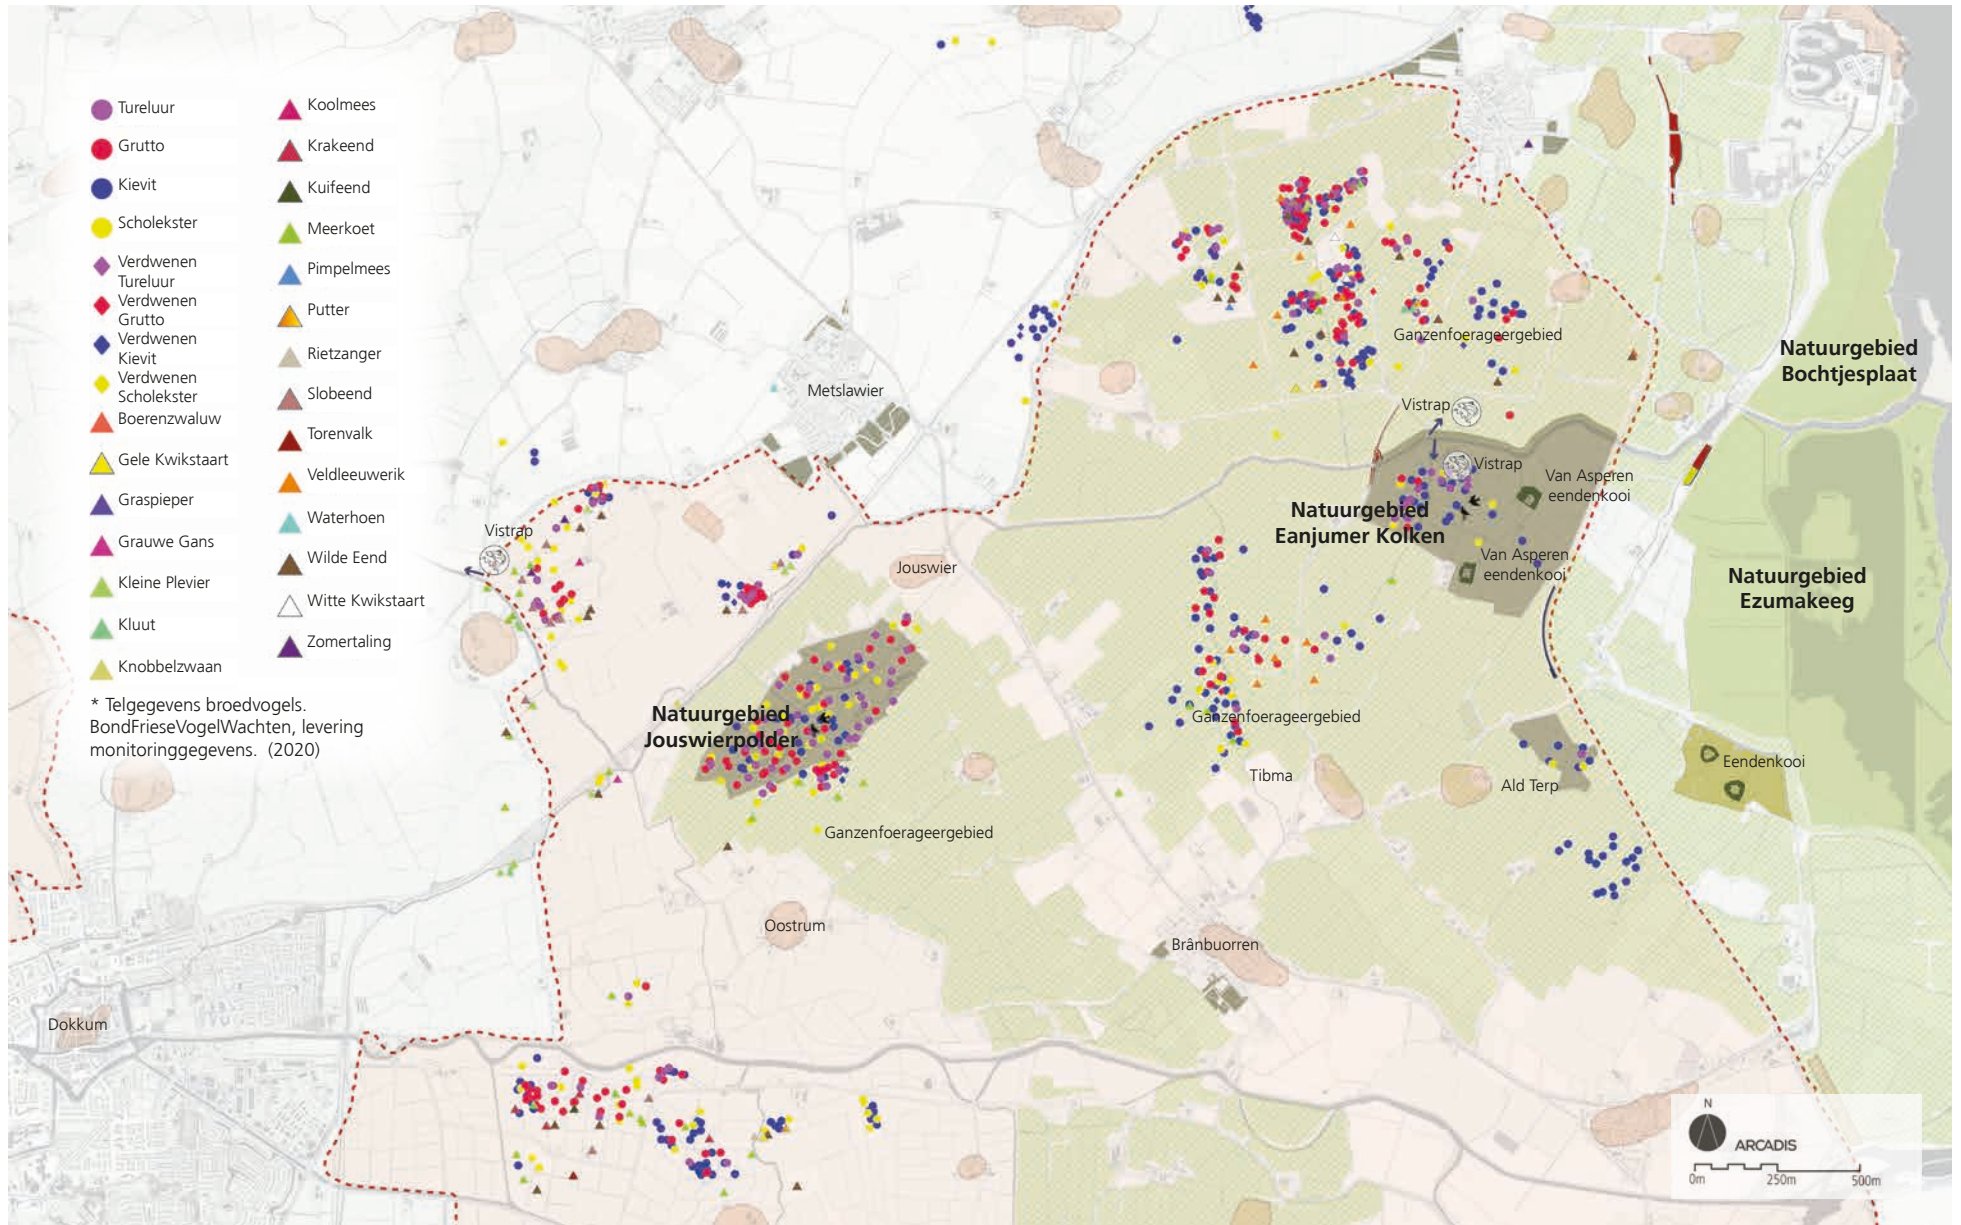 Tureluur
Grutto
Kievit
Scholekster
Verdwenen
Tureluur
Verdwenen
Grutto
Verdwenen
Kievit
Verdwenen
Scholekster
Boerenzwaluw
Gele Kwikstaart
Graspieper
Grauwe Gans
Kleine Plevier
Kluut
Knobbelzwaan
Koolmees
Krakeend
Kuifeend
Meerkoet
Pimpelmees
Putter
Rietzanger
Slobeend
Torenvalk
Veldleeuwerik
Waterhoen
Wilde Eend
Witte Kwikstaart
Zomertaling
* Telgegevens broedvogels.
BondFrieseVogelWachten, levering
monitoringgegevens. (2020)
Metslawier
Vistrap
Jouswier
Natuurgebied
Jouswierpolder
Ganzenfoerageergebied
Oostrum
Dokkum
Ganzenfoerageergebied
Vistrap
Vistrap
Van Asperen
eendenkooi
Natuurgebied
Eanjumer Kolken
Van Asperen
eendenkooi
Natuurgebied
Bochtjesplaat
Natuurgebied
Ezumakeeg
Ganzenfoerageergebied
Tibma
Ald Terp
Eendenkooi
Brânbuorren
N
ARCADIS
0m 250m 500m